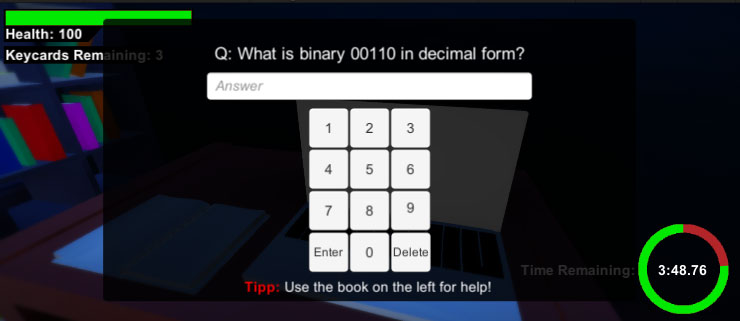 Health: 100
Keycards Remaining: 3
Q: What is binary 00110 in decimal form?
Answer
1 2 3
4 5 6
7 8 9
Enter 0 Delete
Time Remaining:
3:48.76
Tipp: Use the book on the left for help!